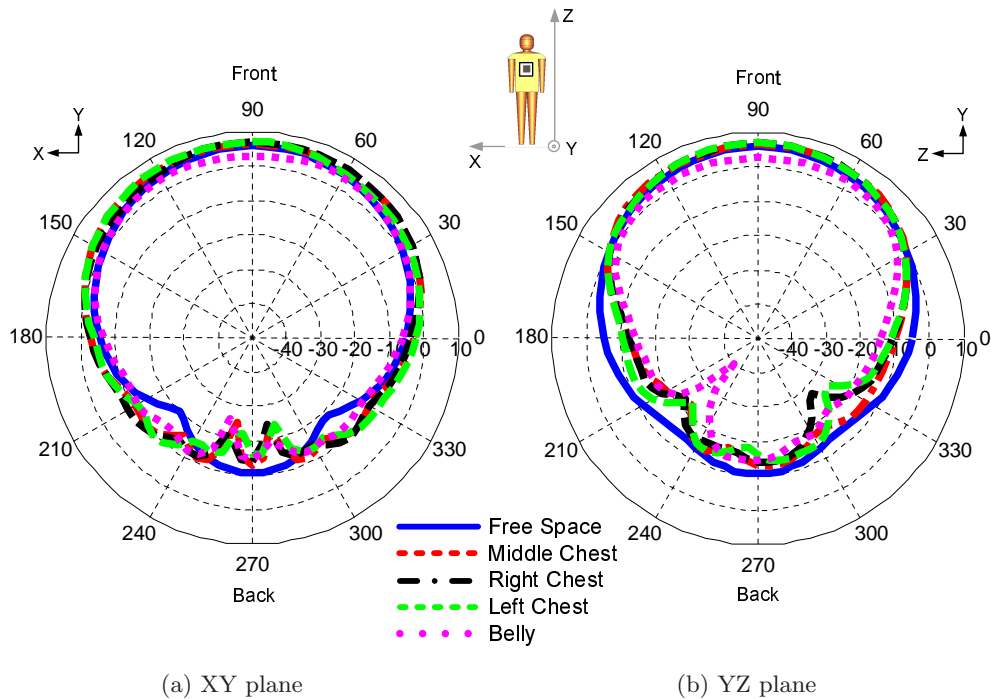 Z
X
Y
Front
90
120
60
Y
X
150
30
180
-40 -30 -20 -10 0 10
0
210
330
240
300
270
Back
Front
90
120
60
Y
Z
150
30
180
-40 -30 -20 -10 0 10
0
210
330
240
300
270
Back
Free Space
Middle Chest
Right Chest
Left Chest
Belly
(a) XY plane
(b) YZ plane